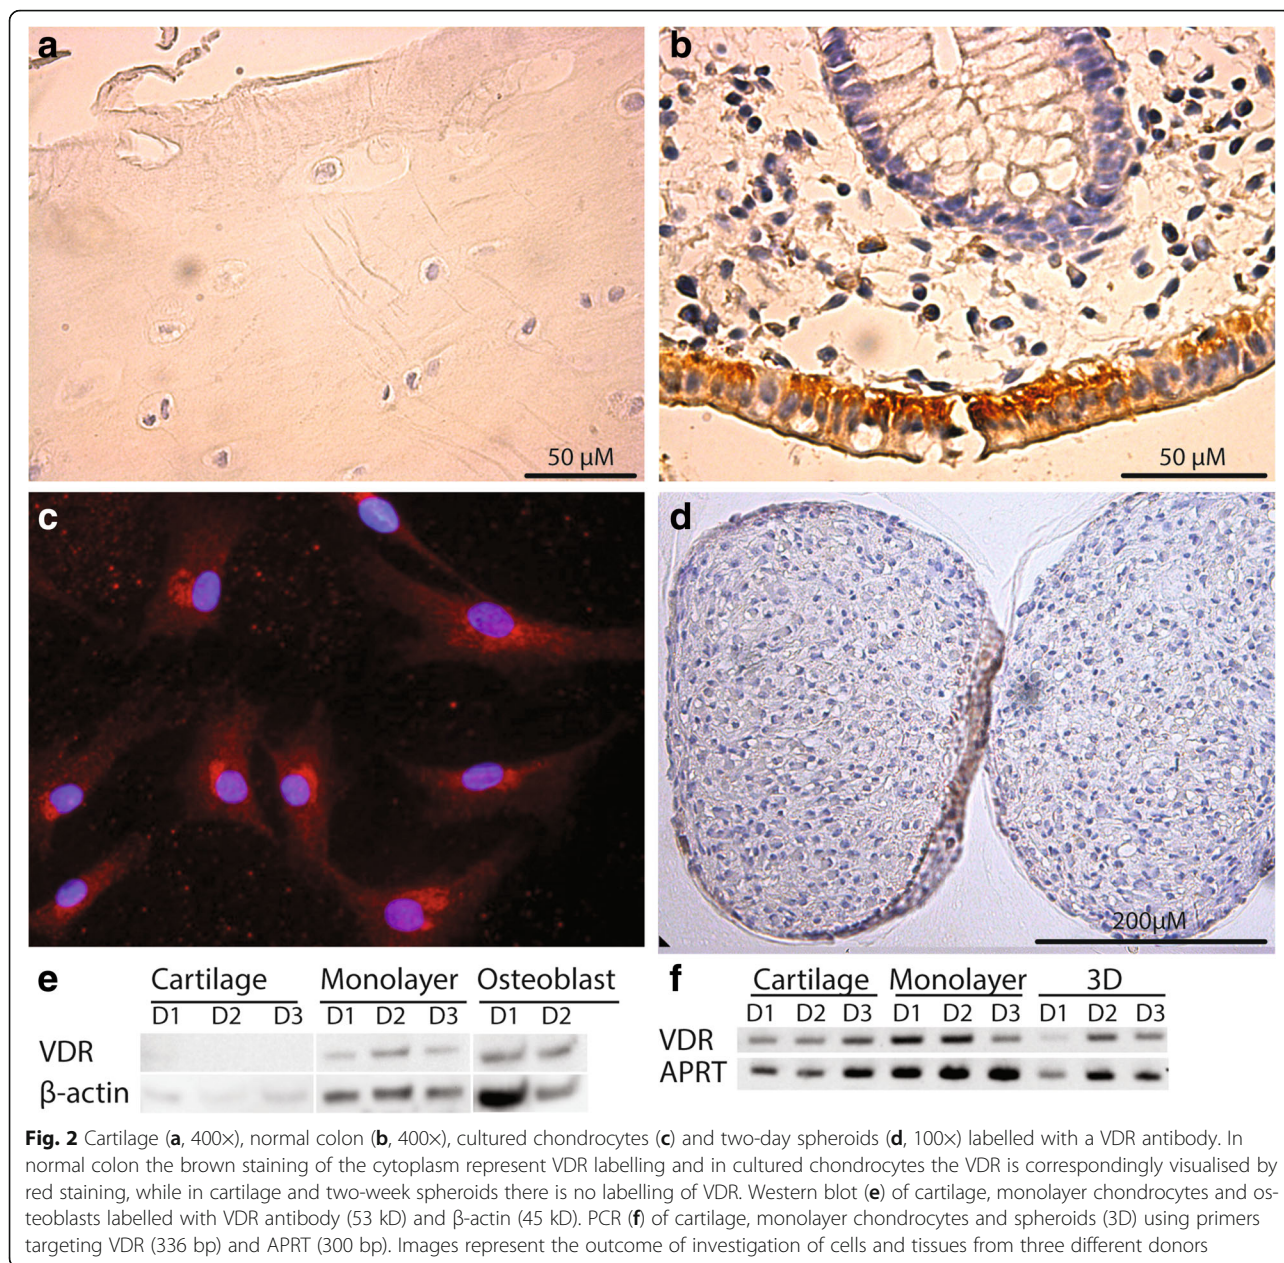 a
b
50 µM
50 µM
c
d
200µM
e
Cartilage Monolayer Osteoblast
D1 D2 D3 D1 D2 D3 D1 D2
VDR
β-actin
f
Cartilage Monolayer 3D
D1 D2 D3 D1 D2 D3 D1 D2 D3
VDR
APRT
Fig. 2 Cartilage (a, 400×), normal colon (b, 400×), cultured chondrocytes (c) and two-day spheroids (d, 100×) labelled with a VDR antibody. In
normal colon the brown staining of the cytoplasm represent VDR labelling and in cultured chondrocytes the VDR is correspondingly visualised by
red staining, while in cartilage and two-week spheroids there is no labelling of VDR. Western blot (e) of cartilage, monolayer chondrocytes and os-
teoblasts labelled with VDR antibody (53 kD) and β-actin (45 kD). PCR (f) of cartilage, monolayer chondrocytes and spheroids (3D) using primers
targeting VDR (336 bp) and APRT (300 bp). Images represent the outcome of investigation of cells and tissues from three different donors